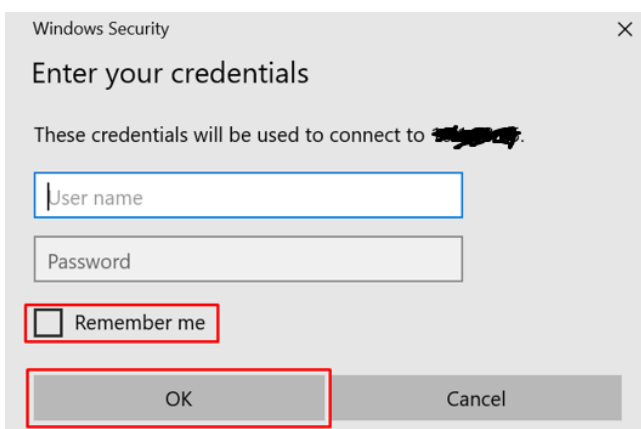 Windows Security
Enter your credentials
These credentials will be used to connect to .
User name
Password
Remember me
OK Cancel